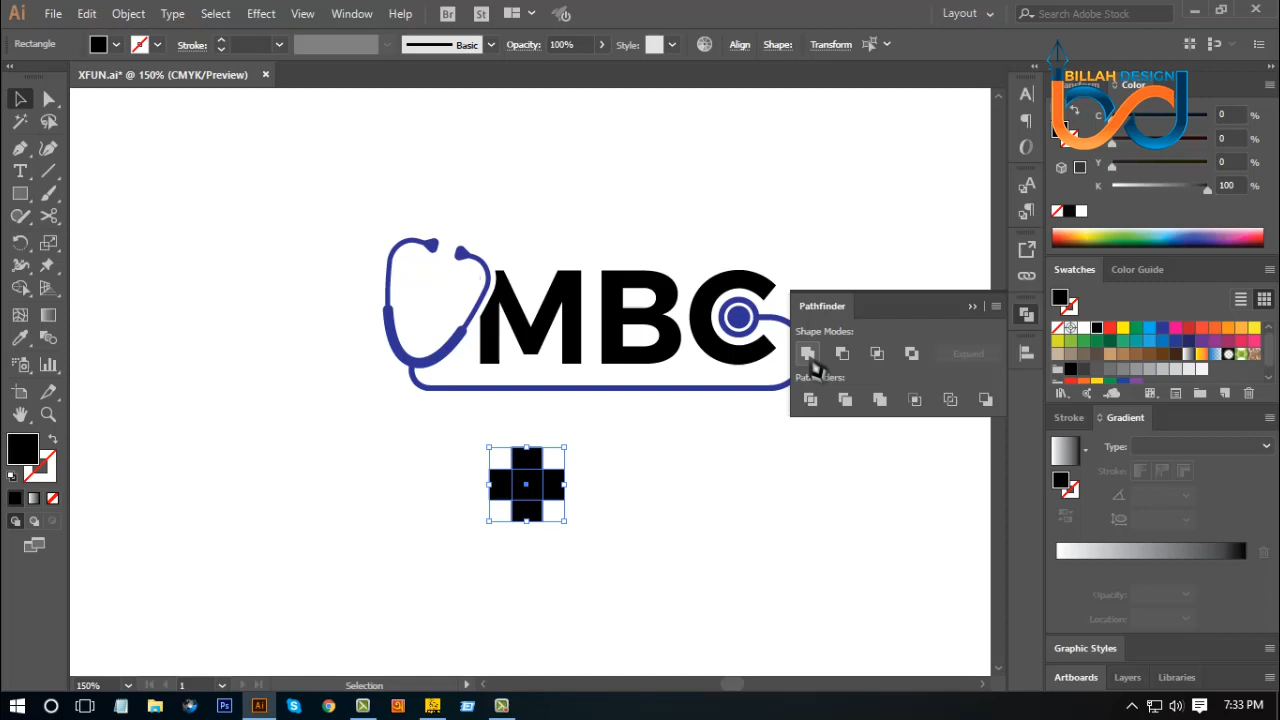 Ai File Edit Object Type Select Effect View Window Help Br St Layout Search Adobe Stock
Rectangle Stroke: Basic Opacity: 100% Style: Align Shape: Transform
XFUN.ai* @ 150% (CMYK/Preview)
BILLAH DESIGN
Color
C 0 %
0 %
Y 0 %
K 100 %
MBC
Pathfinder
Shape Modes:
Expand
Swatches Color Guide
Stroke Gradient
Type:
Stroke:
Opacity:
Location:
Graphic Styles
Artboards Layers Libraries
150% 1 Selection
Ps Ai
7:33 PM